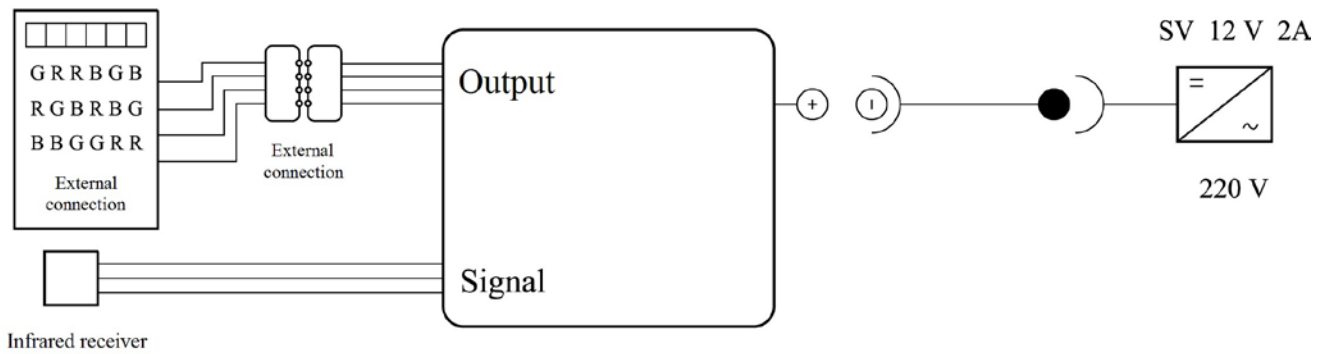 SV 12 V 2A
G R R B G B
R G B R B G
B B G G R R
External
connection
External
connection
Output
+
=
~
220 V
Signal
Infrared receiver